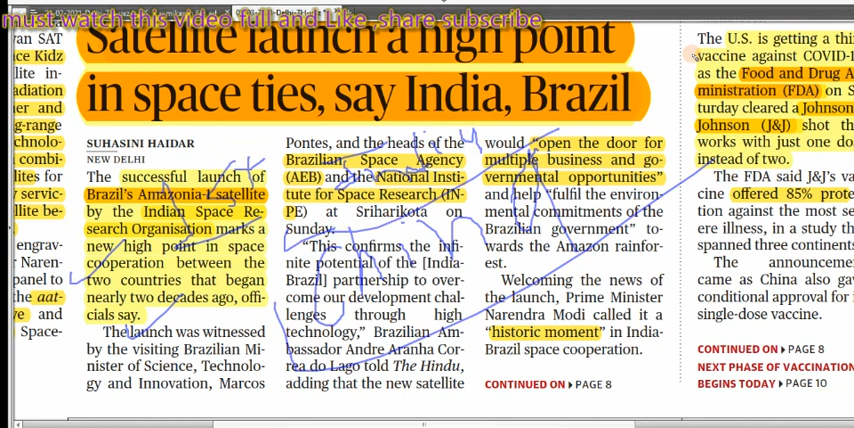 must watch this video full and Like ,share subscribe
Satellite launch a high point
in space ties, say India, Brazil
van SAT
ce Kidz
lite in-
adiation
er and
g-range
chnolo-
combi-
lites for
servic-
llite be-
engrav-
Naren-
panel to
he aat-
and
Space-
SUHASINI HAIDAR
NEW DELHI
The successful launch of
Brazil's Amazonia-1 satellite
by the Indian Space Re-
search Organisation marks a
new high point in space
cooperation between the
two countries that began
nearly two decades ago, offi-
cials say.
The launch was witnessed
by the visiting Brazilian Mi-
nister of Science, Technolo-
gy and Innovation, Marcos
Pontes, and the heads of the
Brazilian Space Agency
(AEB) and the National Insti-
tute for Space Research (IN-
PE) at Sriharikota on
Sunday.
"This confirms the infi-
nite potential of the [India-
Brazil] partnership to over-
come our development chal-
lenges through high
technology," Brazilian Am-
bassador Andre Aranha Cor-
rea do Lago told The Hindu,
adding that the new satellite
would "open the door for
multiple business and go-
vernmental opportunities"
and help "fulfil the environ-
mental commitments of the
Brazilian government" to-
wards the Amazon rainfor-
est.
Welcoming the news of
the launch, Prime Minister
Narendra Modi called it a
"historic moment" in India-
Brazil space cooperation.
CONTINUED ON PAGE 8
The U.S. is getting a thi
vaccine against COVID-1
as the Food and Drug A
ministration (FDA) on S
turday cleared a Johnson
Johnson (J&J) shot tha
works with just one do
instead of two.
The FDA said J&J's va
cine offered 85% prote
tion against the most se
ere illness, in a study th
spanned three continents
The announceme
came as China also gav
conditional approval for
single-dose vaccine.
CONTINUED ON PAGE 8
NEXT PHASE OF VACCINATION
BEGINS TODAY PAGE 10